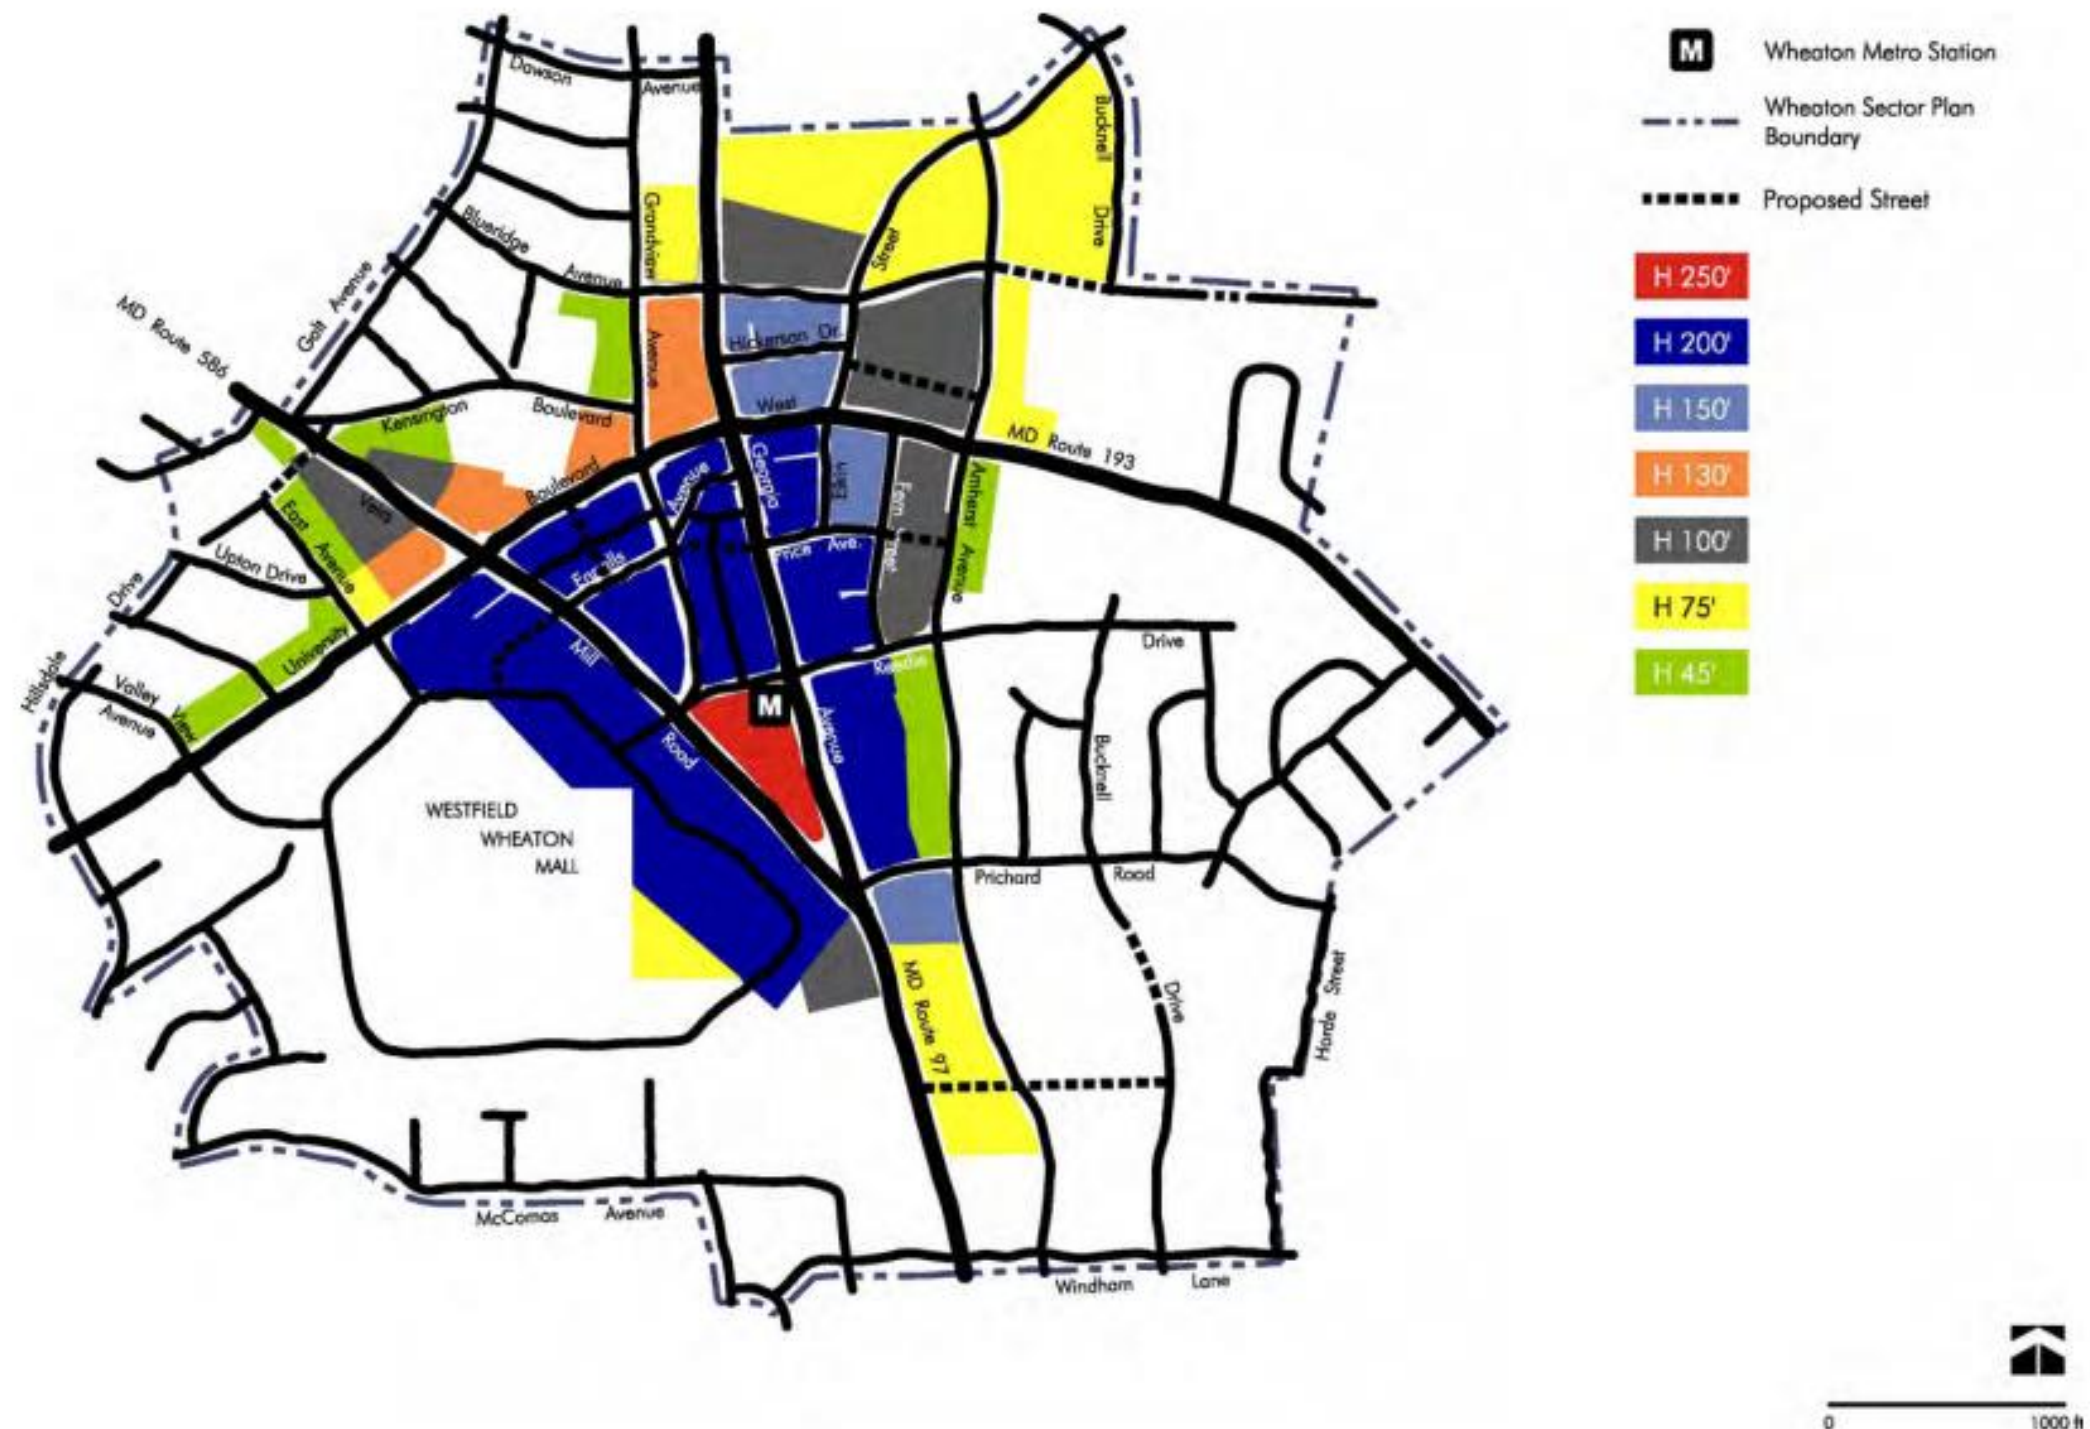 M
Wheaton Metro Station
Wheaton Sector Plan
Boundary
Proposed Street
H 250'
H 200'
H 150'
H 130'
H 100'
H 75'
H 45'
Dawson
Avenue
Bucknell
Drive
Grandview
Avenue
Blueridge
Avenue
Street
Galt Avenue
MD Route 586
Hickerson Dr.
West
Kensington
Boulevard
Boulevard
MD Route 193
Veirs
Avenue
Georgia
Elkin
Fern Street
Amherst Avenue
East Avenue
Price Ave.
Upton Drive
Drive
University
Hillsdale
Valley
View
Avenue
Mill
Road
Reedie
Drive
M
Avenue
Bucknell
WESTFIELD
WHEATON
MALL
Prichard
Road
MD Route 97
Drive
Horde Street
McComas
Avenue
Windham
Lane
0
1000 ft